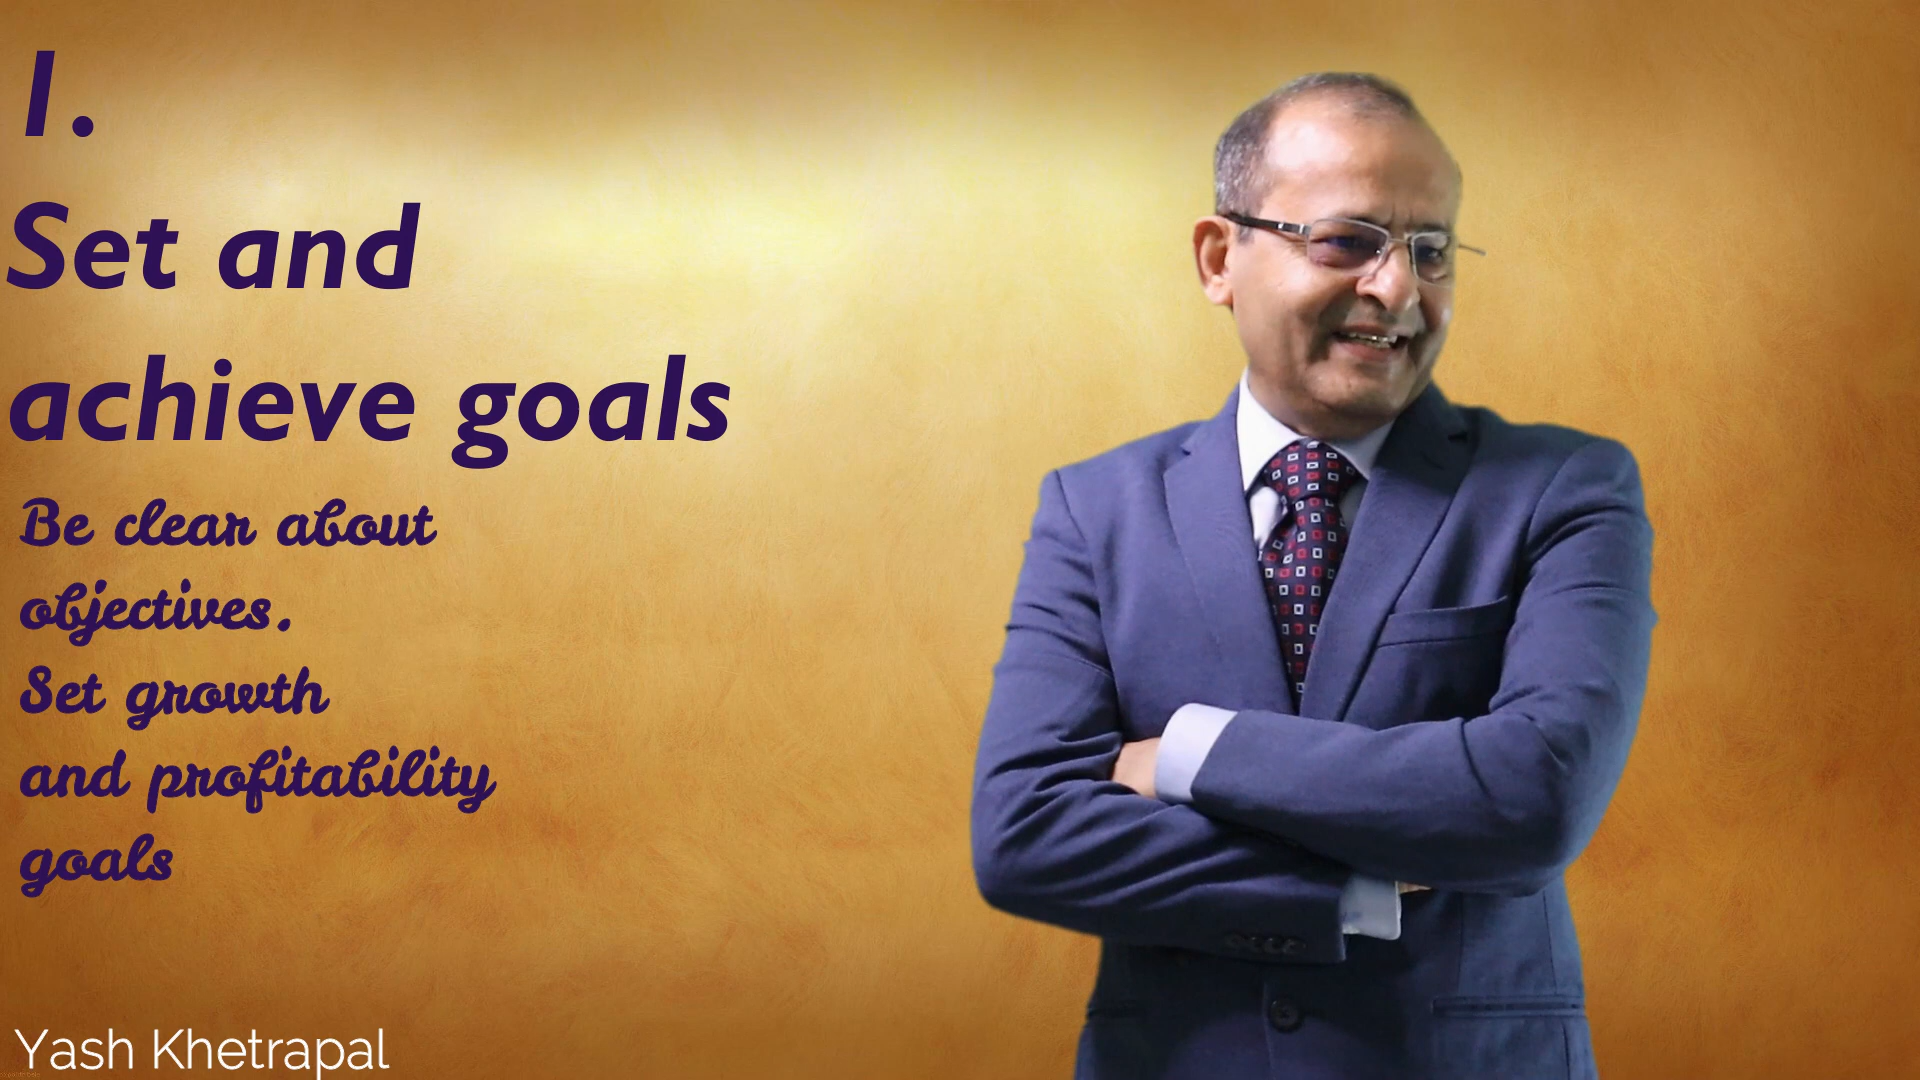 1.
Set and
achieve goals
Be clear about
objectives.
Set growth
and profitability
goals
Yash Khetrapal